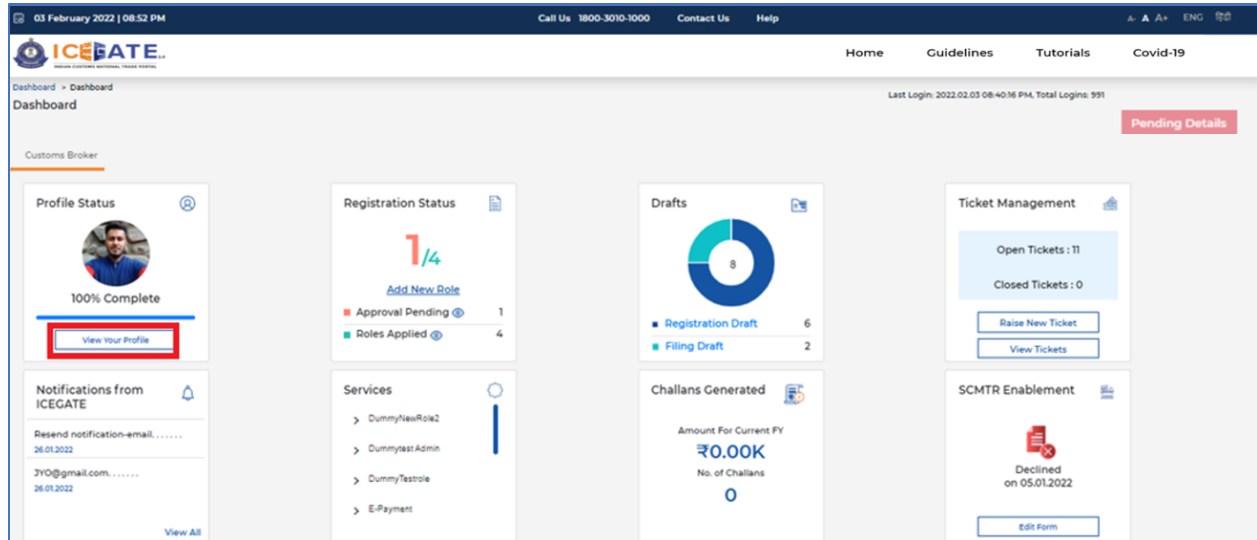 03 February 2022 | 08:52 PM
Call Us 1800-3010-1000 Contact Us Help
A- A A+ ENG हिंदी
ICEGATE
INDIAN CUSTOMS NATIONAL TRADE PORTAL
Home Guidelines Tutorials Covid-19
Dashboard > Dashboard
Last Login: 2022.02.03 08:40:16 PM, Total Logins: 991
Dashboard
Pending Details
Customs Broker
Profile Status
100% Complete
View Your Profile
Registration Status
1/4
Add New Role
Approval Pending 1
Roles Applied 4
Drafts
8
Registration Draft 6
Filing Draft 2
Ticket Management
Open Tickets : 11
Closed Tickets : 0
Raise New Ticket
View Tickets
Notifications from
ICEGATE
Resend notification-email.......
26.01.2022
JYO@gmail.com.......
26.01.2022
View All
Services
DummyNewRole2
Dummytest Admin
DummyTestrole
E-Payment
Challans Generated
Amount For Current FY
₹0.00K
No. of Challans
0
SCMTR Enablement
Declined
on 05.01.2022
Edit Form